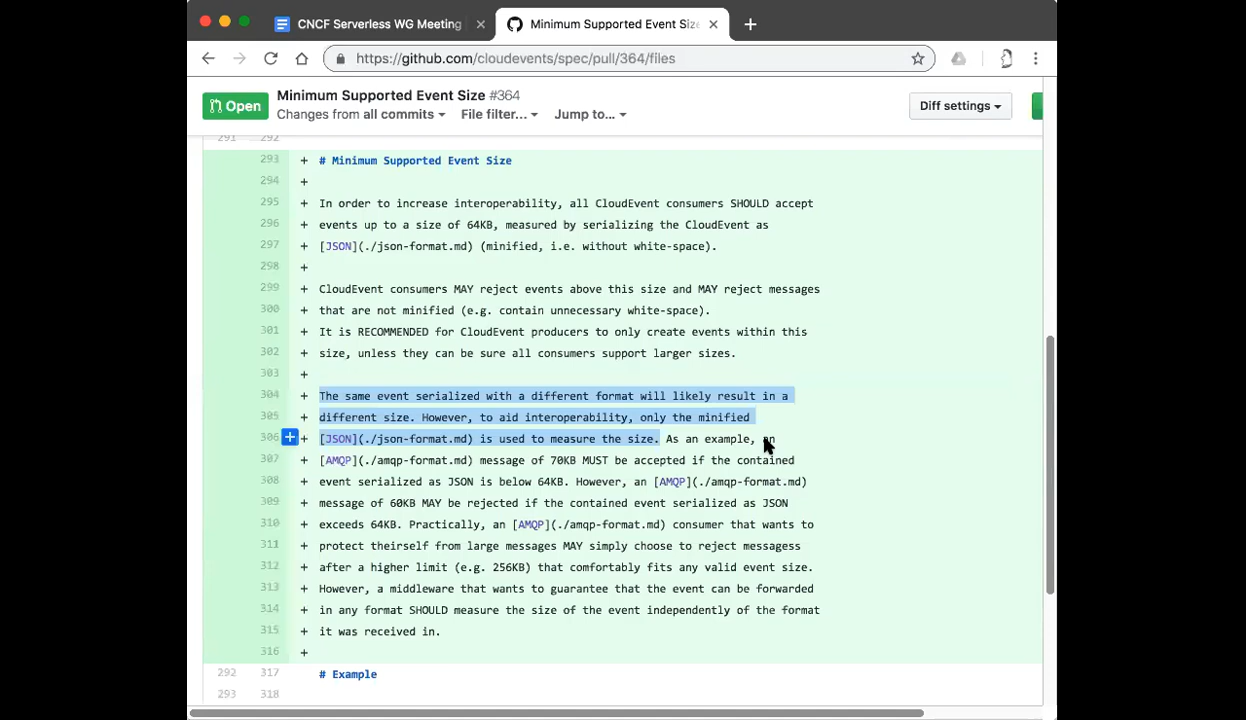 CNCF Serverless WG Meeting
Minimum Supported Event Size
https://github.com/cloudevents/spec/pull/364/files
Open
Minimum Supported Event Size #364
Changes from all commits
File filter...
Jump to...
Diff settings
291 292
293 + # Minimum Supported Event Size
294 +
295 + In order to increase interoperability, all CloudEvent consumers SHOULD accept
296 + events up to a size of 64KB, measured by serializing the CloudEvent as
297 + [JSON](./json-format.md) (minified, i.e. without white-space).
298 +
299 + CloudEvent consumers MAY reject events above this size and MAY reject messages
300 + that are not minified (e.g. contain unnecessary white-space).
301 + It is RECOMMENDED for CloudEvent producers to only create events within this
302 + size, unless they can be sure all consumers support larger sizes.
303 +
304 + The same event serialized with a different format will likely result in a
305 + different size. However, to aid interoperability, only the minified
306 + [JSON](./json-format.md) is used to measure the size. As an example, an
307 + [AMQP](./amqp-format.md) message of 70KB MUST be accepted if the contained
308 + event serialized as JSON is below 64KB. However, an [AMQP](./amqp-format.md)
309 + message of 60KB MAY be rejected if the contained event serialized as JSON
310 + exceeds 64KB. Practically, an [AMQP](./amqp-format.md) consumer that wants to
311 + protect theirself from large messages MAY simply choose to reject messagess
312 + after a higher limit (e.g. 256KB) that comfortably fits any valid event size.
313 + However, a middleware that wants to guarantee that the event can be forwarded
314 + in any format SHOULD measure the size of the event independently of the format
315 + it was received in.
316 +
292 317 # Example
293 318